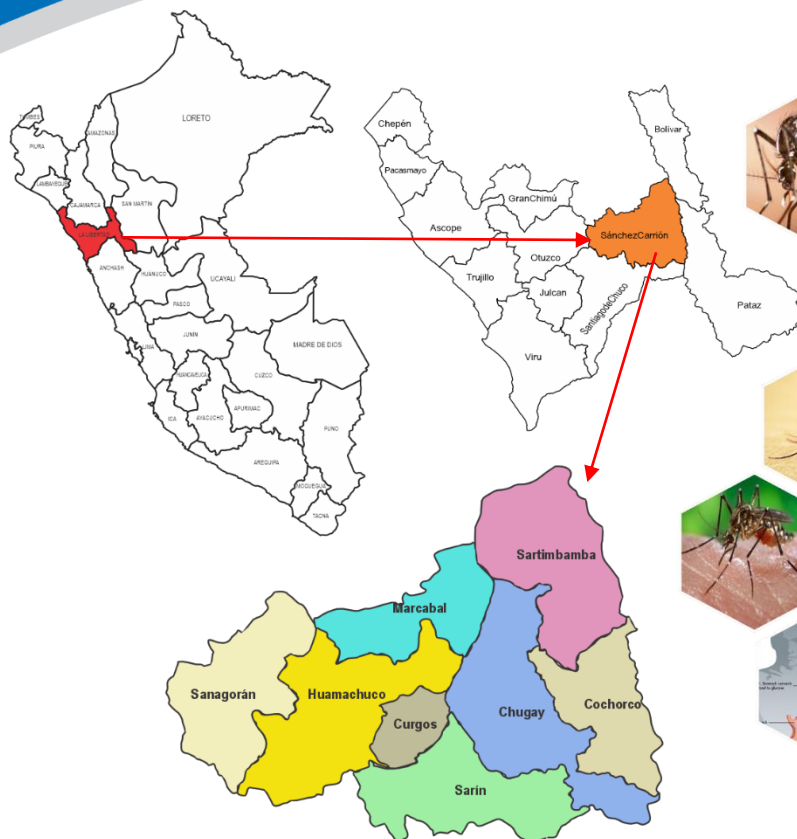 LORETO
TUMBES
AMAZONAS
PIURA
LAMBAYEQUE
CAJAMARCA
SAN MARTIN
LA LIBERTAD
ANCHASH
HUANUCO
UCAYALI
PASCO
JUNIN
LIMA
MADRE DE DIOS
HUANCAVELICA
CUZCO
ICA
AYACUCHO
APURIMAC
PUNO
AREQUIPA
MOQUEGUA
TACNA
Chepén
Bolívar
Pacasmayo
GranChimú
Ascope
SánchezCarrión
Otuzco
Trujillo
Julcan
SantiagodeChuco
Pataz
Viru
Sartimbamba
Marcabal
Sanagorán
Huamachuco
Cochorco
Chugay
Curgos
Sarín